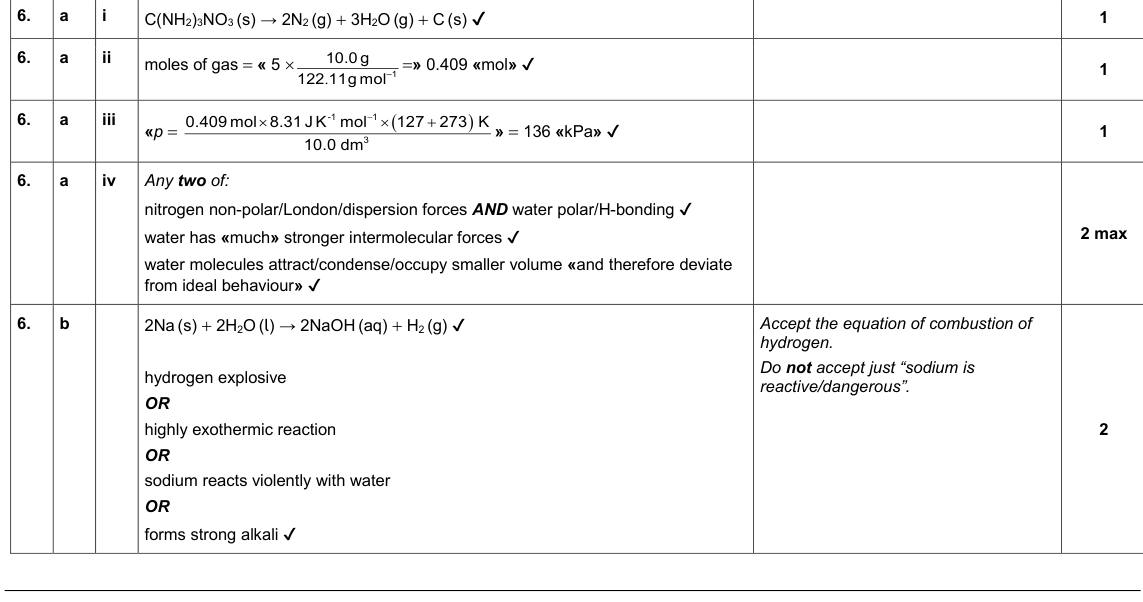 6. a i C(NH₂)₃NO₃ (s) → 2N₂ (g) + 3H₂O (g) + C (s) ✓ 1
6. a ii moles of gas = « 5 × 10.0 g / 122.11 g mol⁻¹ =» 0.409 «mol» ✓ 1
6. a iii «p = 0.409 mol × 8.31 J K⁻¹ mol⁻¹ × (127 + 273) K / 10.0 dm³ » = 136 «kPa» ✓ 1
6. a iv Any two of:
nitrogen non-polar/London/dispersion forces AND water polar/H-bonding ✓
water has «much» stronger intermolecular forces ✓
water molecules attract/condense/occupy smaller volume «and therefore deviate
from ideal behaviour» ✓
2 max
6. b 2Na (s) + 2H₂O (l) → 2NaOH (aq) + H₂ (g) ✓
hydrogen explosive
OR
highly exothermic reaction
OR
sodium reacts violently with water
OR
forms strong alkali ✓
Accept the equation of combustion of
hydrogen.
Do not accept just “sodium is
reactive/dangerous”.
2